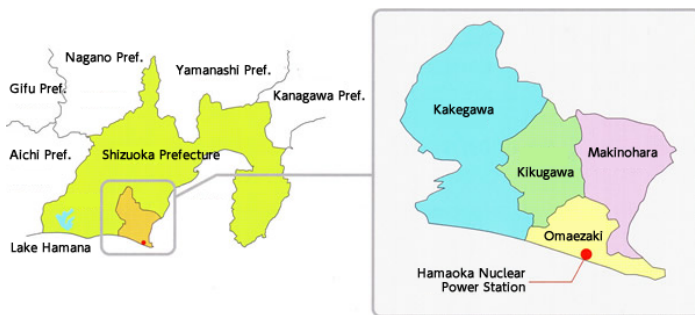 Nagano Pref.
Yamanashi Pref.
Gifu Pref.
Kanagawa Pref.
Aichi Pref.
Shizuoka Prefecture
Lake Hamana
Kakegawa
Makinohara
Kikugawa
Omaezaki
Hamaoka Nuclear
Power Station